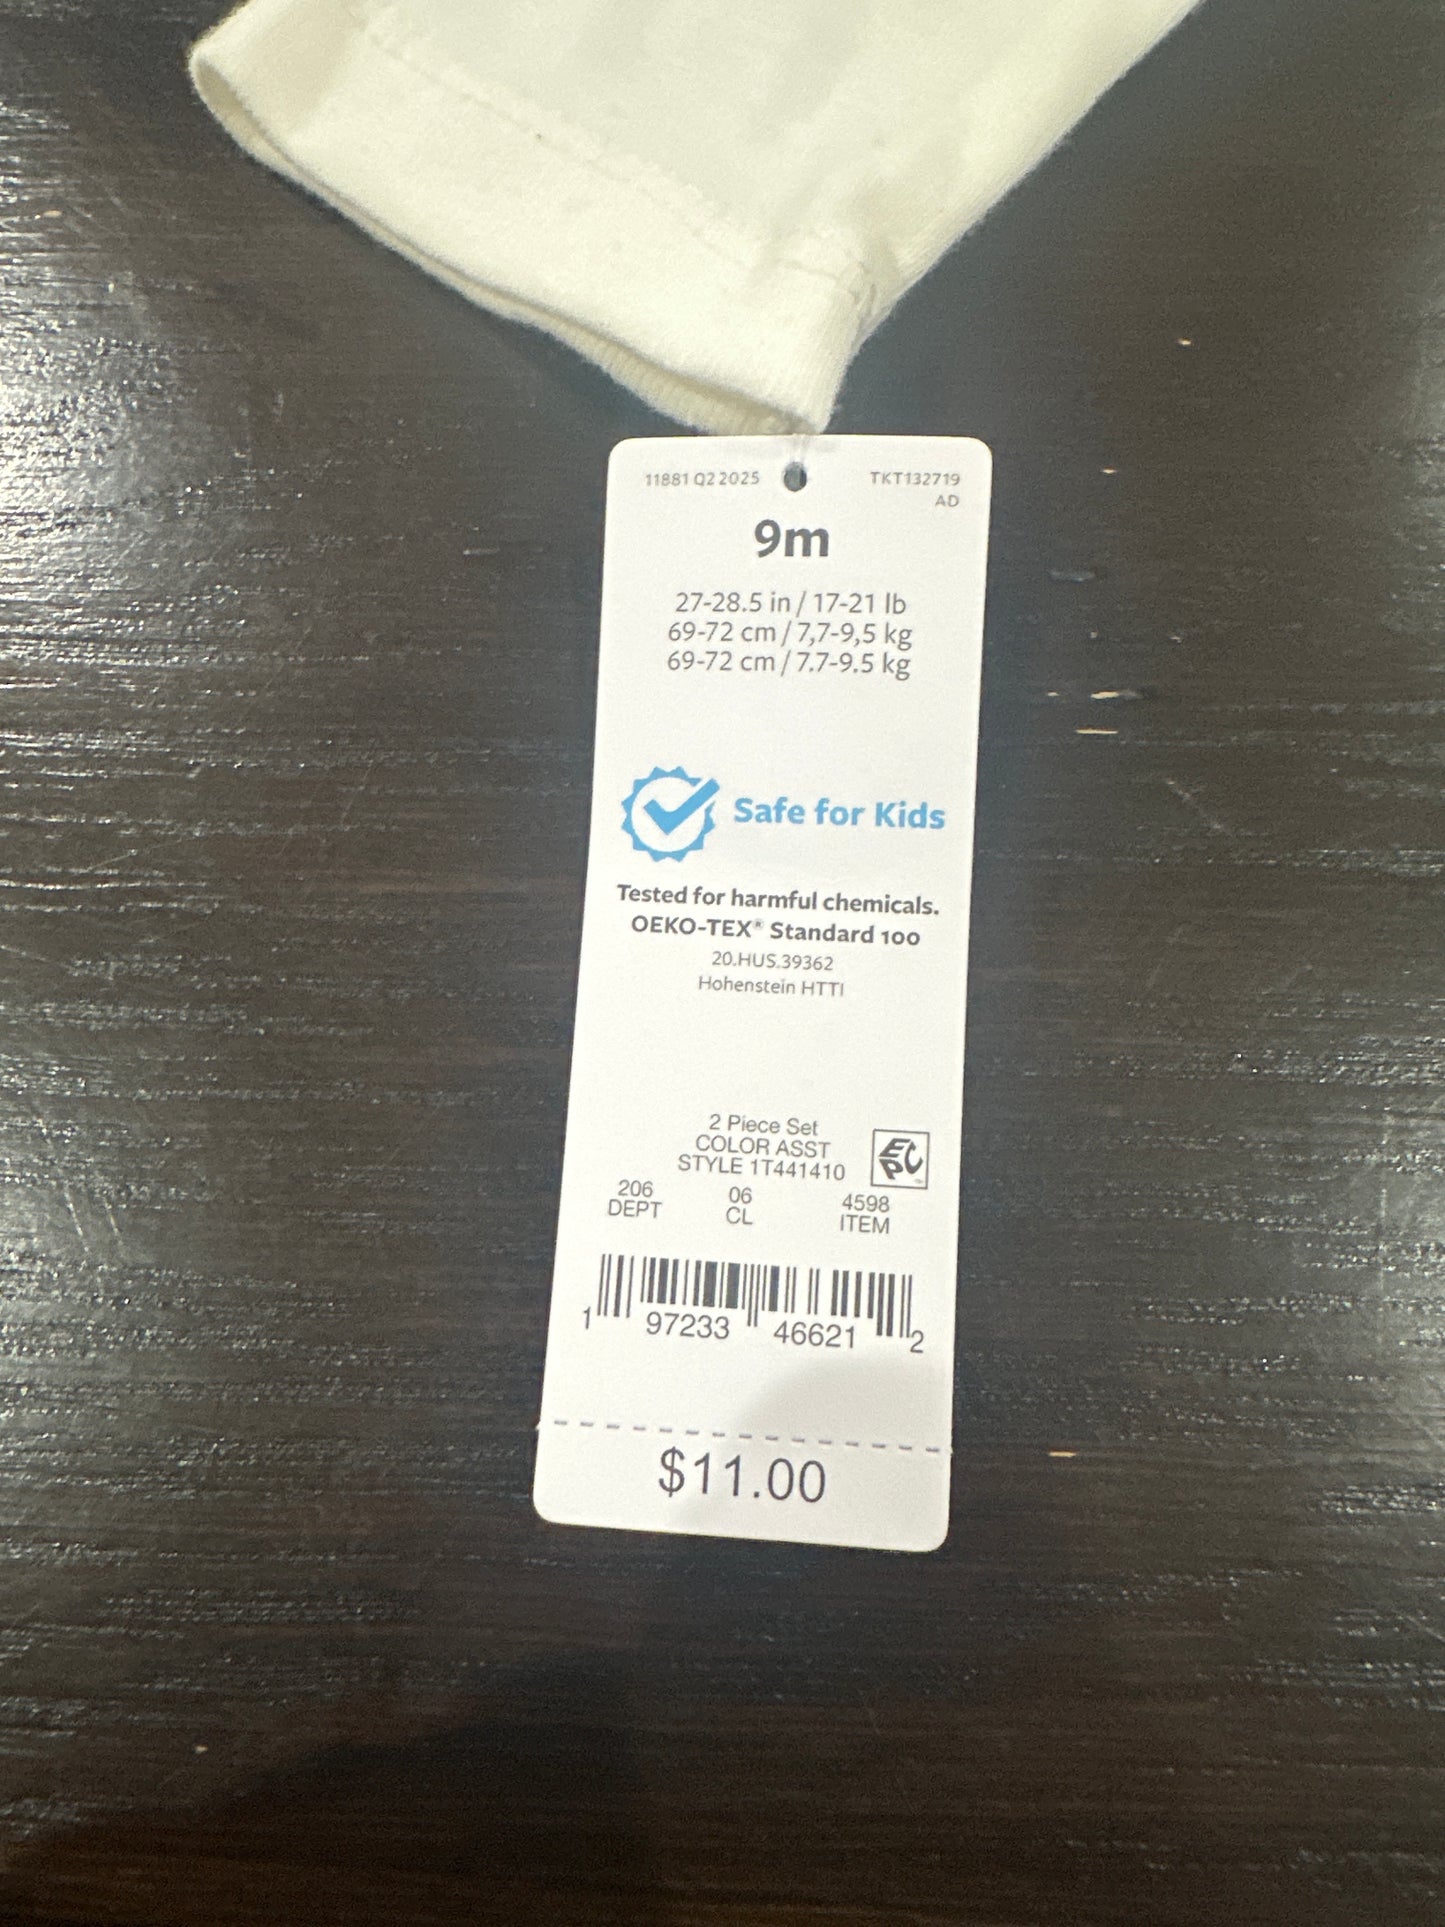 11881 Q2 2025
TKT132719
AD
9m
27-28.5 in / 17-21 lb
69-72 cm / 7,7-9,5 kg
69-72 cm / 7.7-9.5 kg
Safe for Kids
Tested for harmful chemicals.
OEKO-TEX® Standard 100
20.HUS.39362
Hohenstein HTTI
2 Piece Set
COLOR ASST
STYLE 1T441410
EPC
206
DEPT
06
CL
4598
ITEM
1 97233 46621 2
$11.00